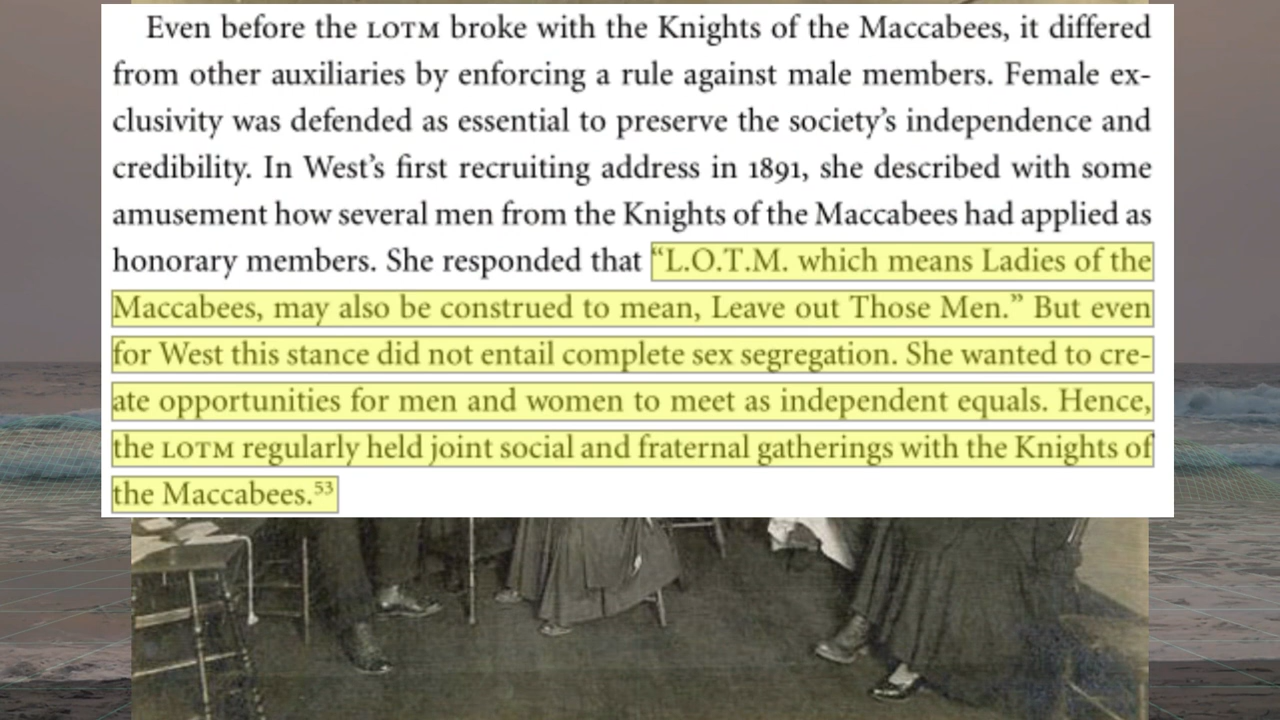 Even before the LOTM broke with the Knights of the Maccabees, it differed
from other auxiliaries by enforcing a rule against male members. Female ex-
clusivity was defended as essential to preserve the society’s independence and
credibility. In West’s first recruiting address in 1891, she described with some
amusement how several men from the Knights of the Maccabees had applied as
honorary members. She responded that “L.O.T.M. which means Ladies of the
Maccabees, may also be construed to mean, Leave out Those Men.” But even
for West this stance did not entail complete sex segregation. She wanted to cre-
ate opportunities for men and women to meet as independent equals. Hence,
the LOTM regularly held joint social and fraternal gatherings with the Knights of
the Maccabees.53